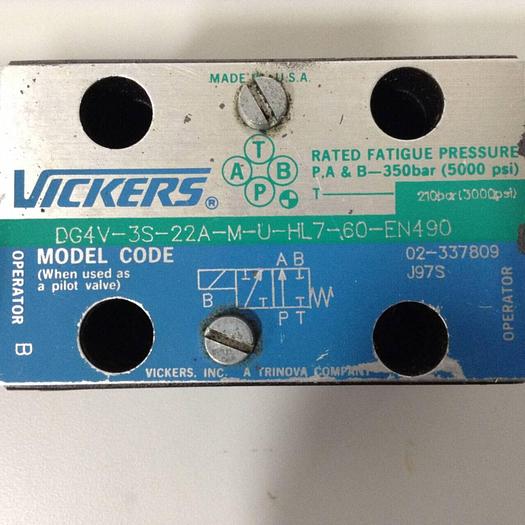 MADE IN U.S.A.
VICKERS®
T
A B
P
RATED FATIGUE PRESSURE
P,A & B—350bar (5000 psi)
T 210bar (3000psi)
DG4V-3S-22A-M-U-HL7-60-EN490
MODEL CODE
(When used as
a pilot valve)
02-337809
J97S
OPERATOR
B
A B
B
P T
OPERATOR
VICKERS, INC. A TRINOVA COMPANY